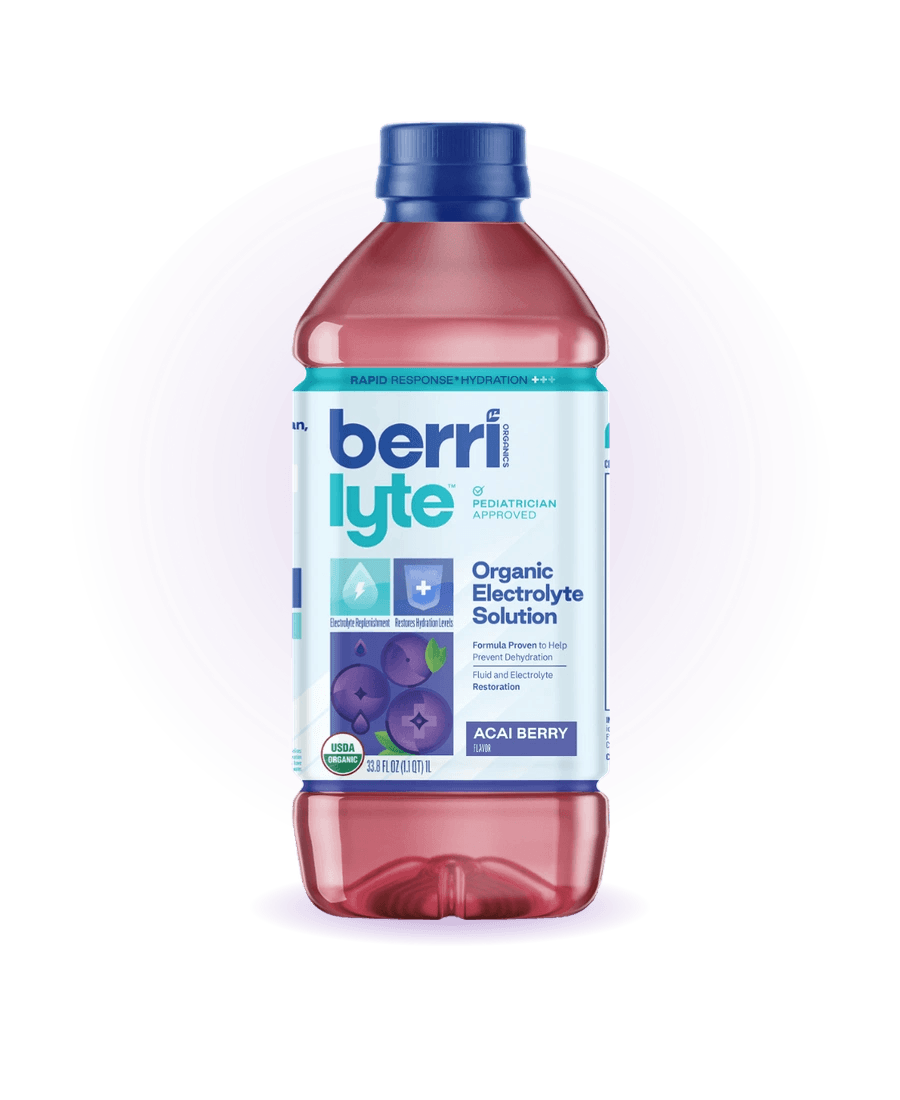 RAPID RESPONSE* HYDRATION +++
an,
berri
ORGANICS
lyte™
PEDIATRICIAN
APPROVED
Organic
Electrolyte
Solution
Electrolyte Replenishment
Restores Hydration Levels
Formula Proven to Help
Prevent Dehydration
Fluid and Electrolyte
Restoration
ACAI BERRY
FLAVOR
USDA
ORGANIC
33.8 FL OZ (1.1 QT) 1L